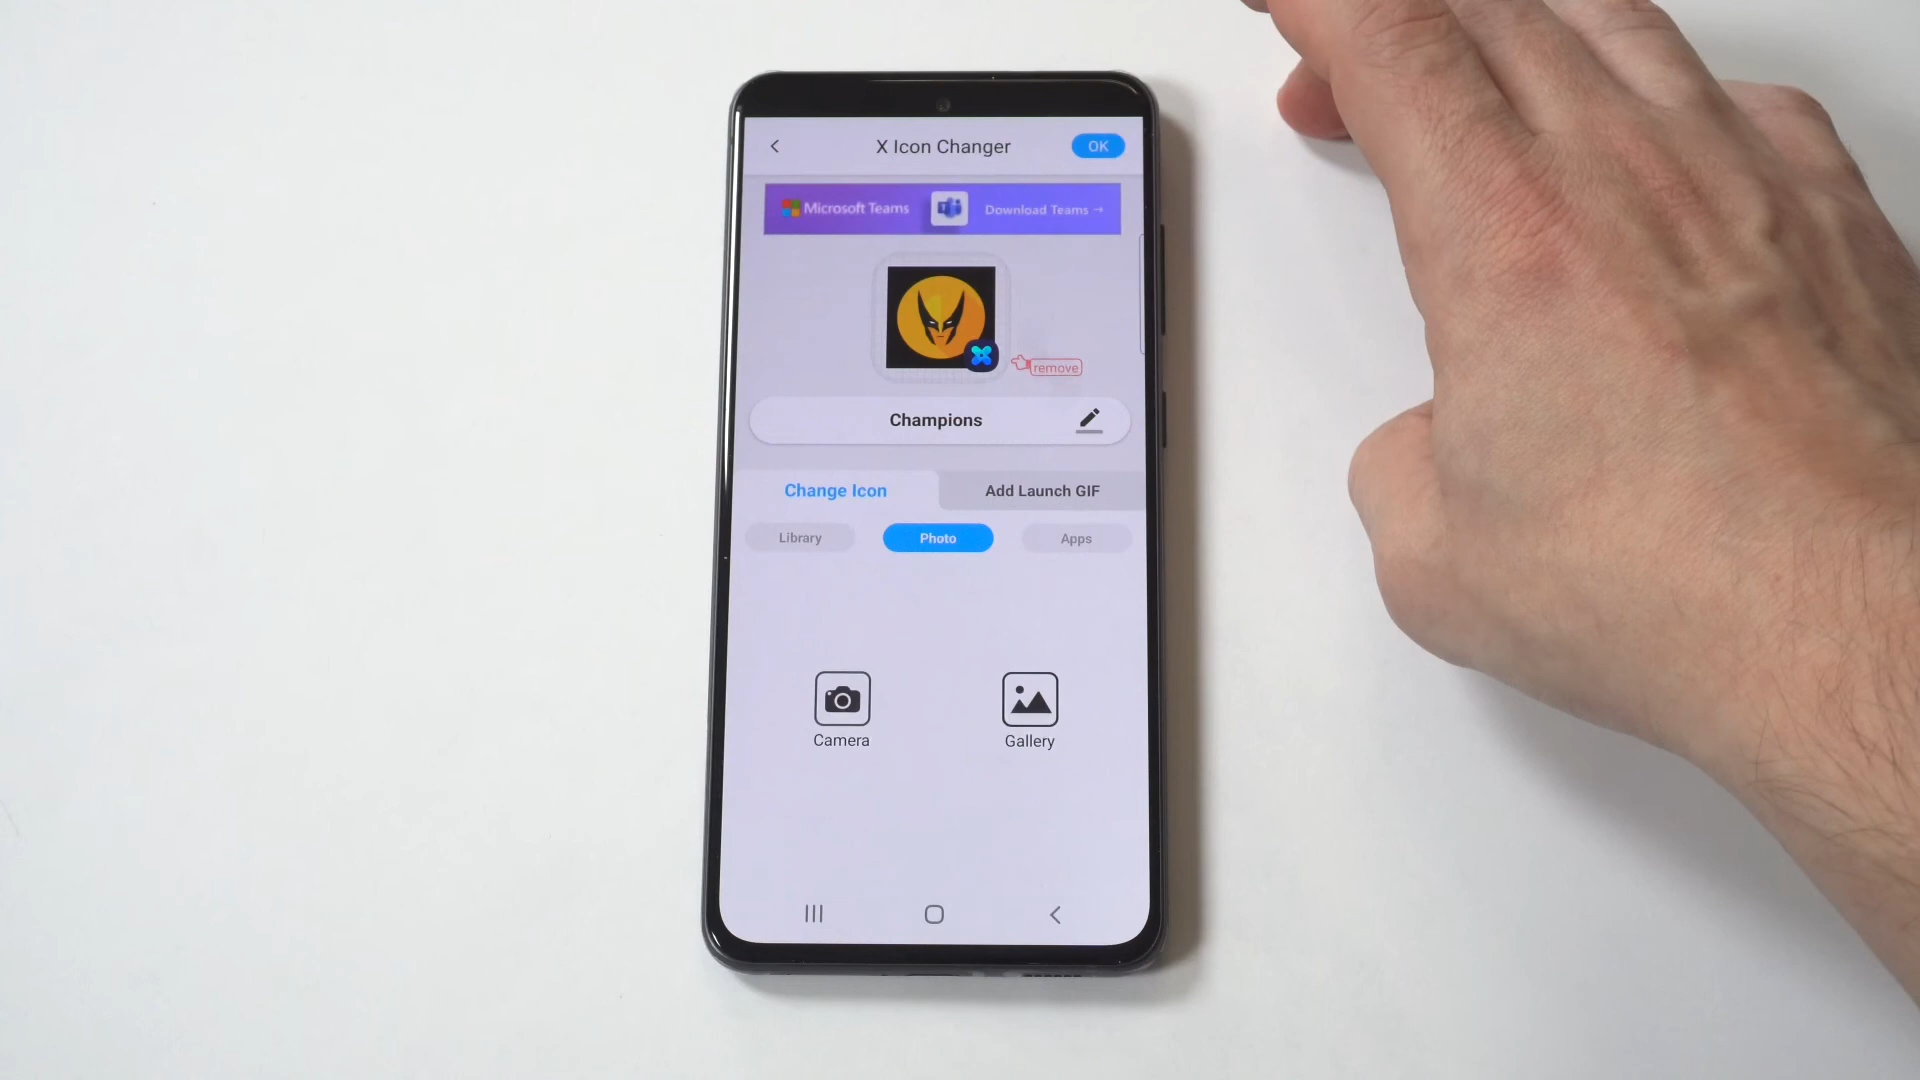 X Icon Changer
OK
Microsoft Teams
Download Teams →
remove
Champions
Change Icon
Add Launch GIF
Library
Photo
Apps
Camera
Gallery